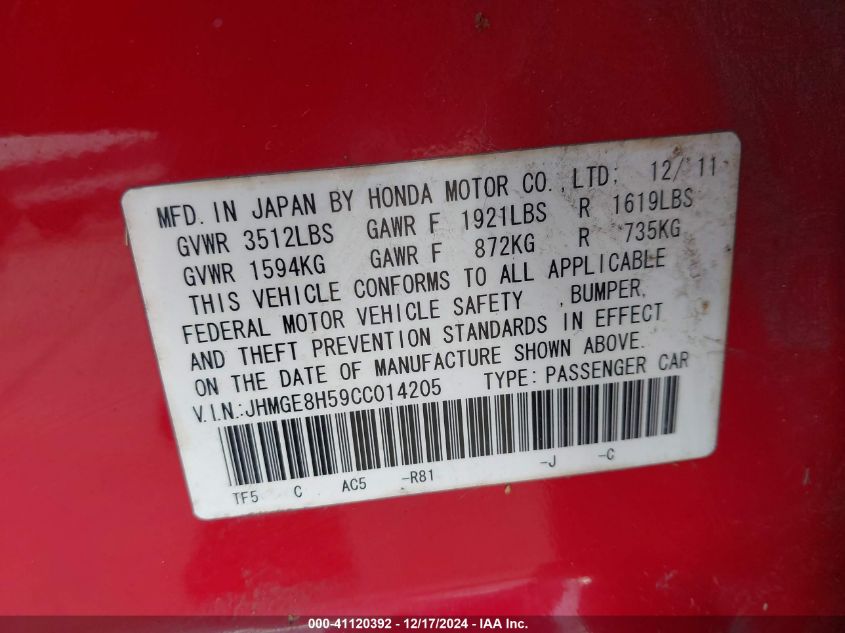 MFD. IN JAPAN BY HONDA MOTOR CO., LTD: 12/11
GVWR 3512LBS GAWR F 1921LBS R 1619LBS
GVWR 1594KG GAWR F 872KG R 735KG
THIS VEHICLE CONFORMS TO ALL APPLICABLE
FEDERAL MOTOR VEHICLE SAFETY , BUMPER,
AND THEFT PREVENTION STANDARDS IN EFFECT
ON THE DATE OF MANUFACTURE SHOWN ABOVE.
V.I.N.:JHMGE8H59CC014205 TYPE: PASSENGER CAR
TF5 C AC5 -R81 -J -C
000-41120392 - 12/17/2024 - IAA Inc.